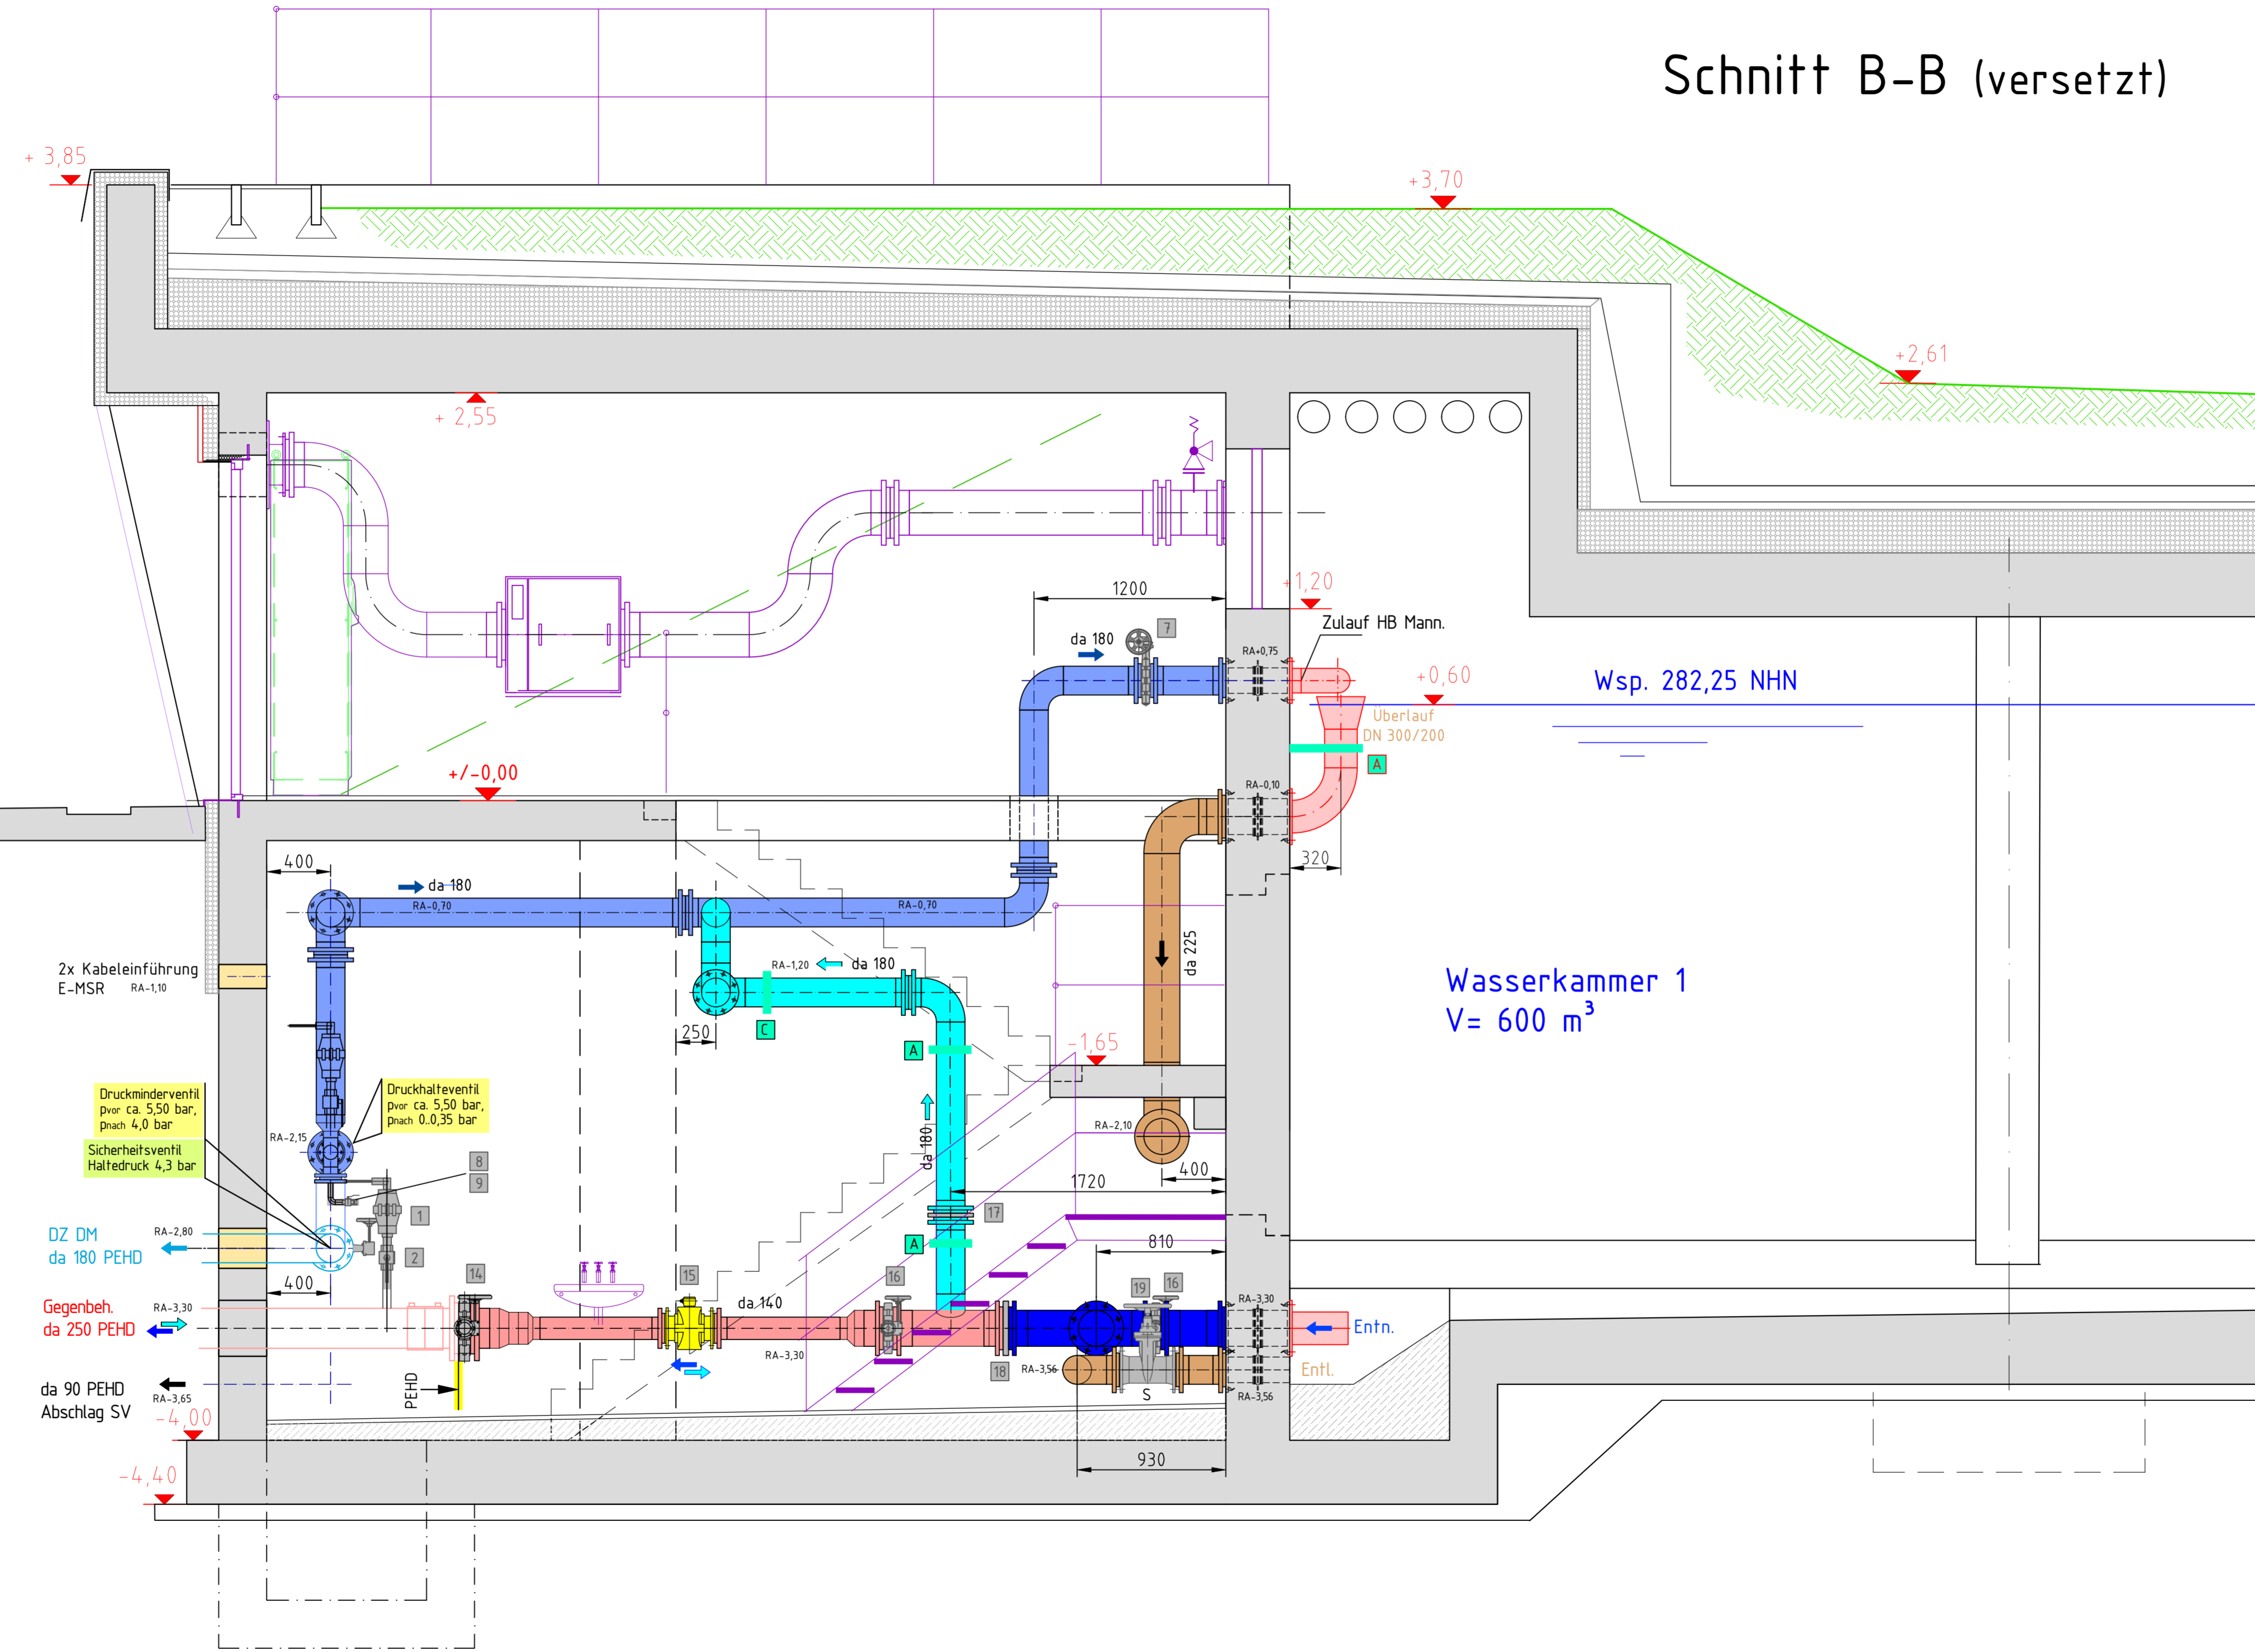 Schnitt B-B (versetzt)
+ 3,85
+3,70
+2,61
+ 2,55
+1,20
1200
Zulauf HB Mann.
da 180
7
RA+0,75
+0,60
Wsp. 282,25 NHN
Überlauf
DN 300/200
A
+/-0,00
RA-0,10
320
400
da 180
RA-0,70
RA-0,70
da 225
2x Kabeleinführung
E-MSR RA-1,10
RA-1,20
da 180
C
250
A
-1,65
Wasserkammer 1
V= 600 m³
Druckminderventil
pvor ca. 5,50 bar,
pnach 4,0 bar
Druckhalteventil
pvor ca. 5,50 bar,
pnach 0..0,35 bar
Sicherheitsventil
Haltedruck 4,3 bar
RA-2,15
RA-2,10
da 180
400
1720
8
9
1
2
17
A
810
DZ DM
da 180 PEHD
RA-2,80
400
14
15
16
19
16
Gegenbeh.
da 250 PEHD
RA-3,30
da 140
RA-3,30
RA-3,30
Entn.
18
RA-3,56
Entl.
S
RA-3,56
da 90 PEHD
RA-3,65
Abschlag SV
PEHD
-4,00
930
-4,40